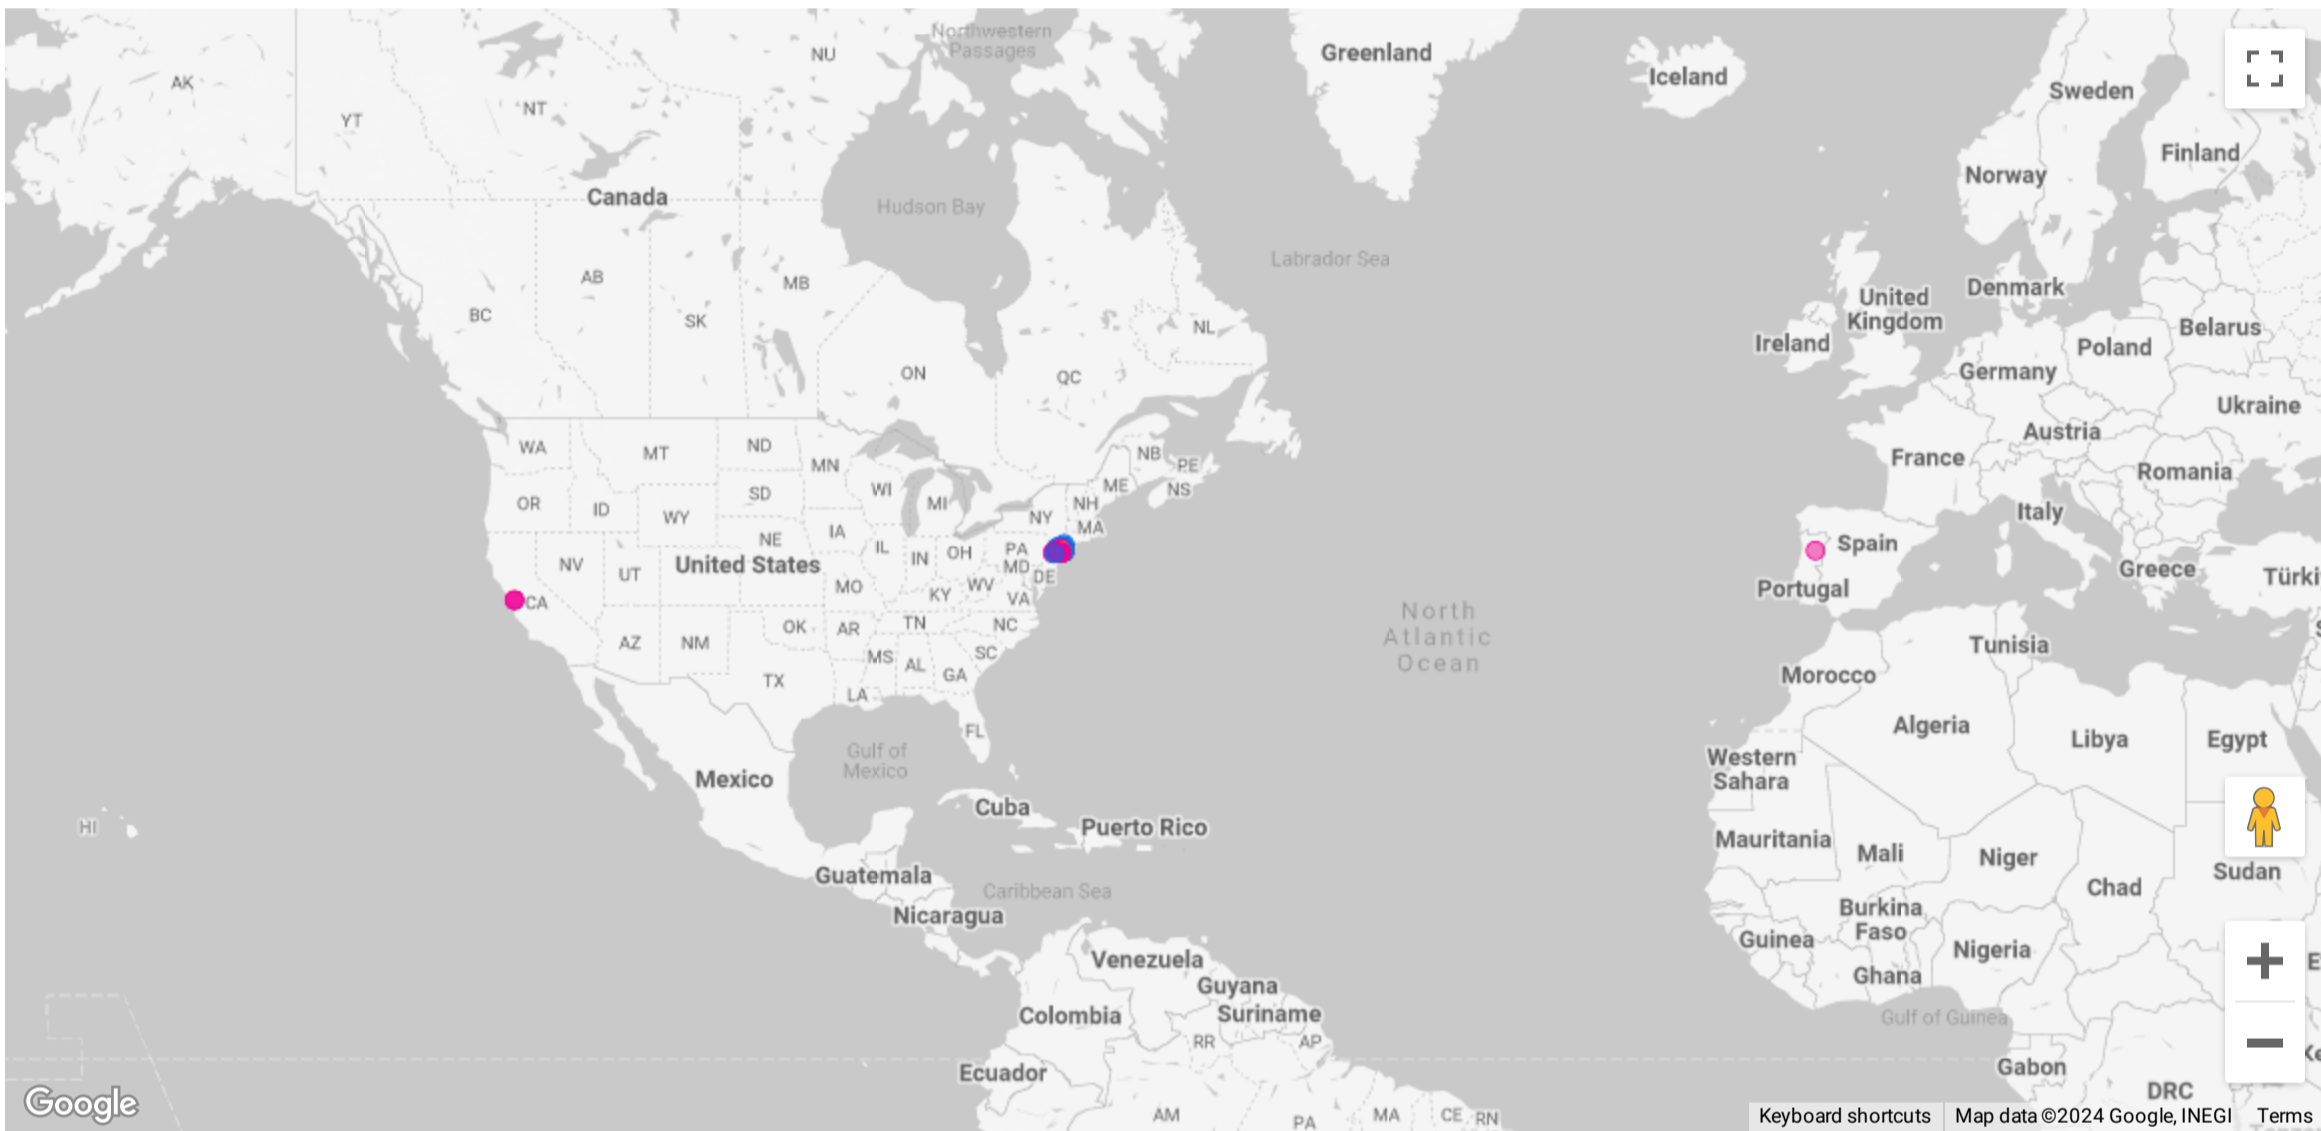 Northwestern
Passages
NU
Greenland
Iceland
AK
NT
YT
Sweden
Finland
Norway
Canada
Hudson Bay
Labrador Sea
AB
MB
BC
SK
NL
Denmark
United
Kingdom
Ireland
Belarus
Poland
Germany
ON
QC
Ukraine
Austria
France
Romania
WA
MT
ND
MN
NB
PE
ME
NS
OR
ID
WY
SD
WI
MI
NH
NY
MA
Italy
NE
IA
IL
IN
OH
PA
MD
DE
Spain
Greece
Portugal
NV
UT
United States
MO
KY
WV
VA
CA
Türki
AZ
NM
OK
AR
TN
NC
SC
MS
AL
GA
TX
LA
FL
North
Atlantic
Ocean
Tunisia
Morocco
Algeria
Libya
Egypt
Western
Sahara
Gulf of
Mexico
Mexico
Cuba
Puerto Rico
HI
Mauritania
Mali
Niger
Chad
Sudan
Guatemala
Caribbean Sea
Nicaragua
Burkina
Faso
Guinea
Nigeria
Ghana
Venezuela
Guyana
Suriname
Colombia
RR
AP
Gulf of Guinea
Gabon
Ecuador
DRC
AM
PA
MA
CE
RN
Google
Keyboard shortcuts
Map data ©2024 Google, INEGI
Terms